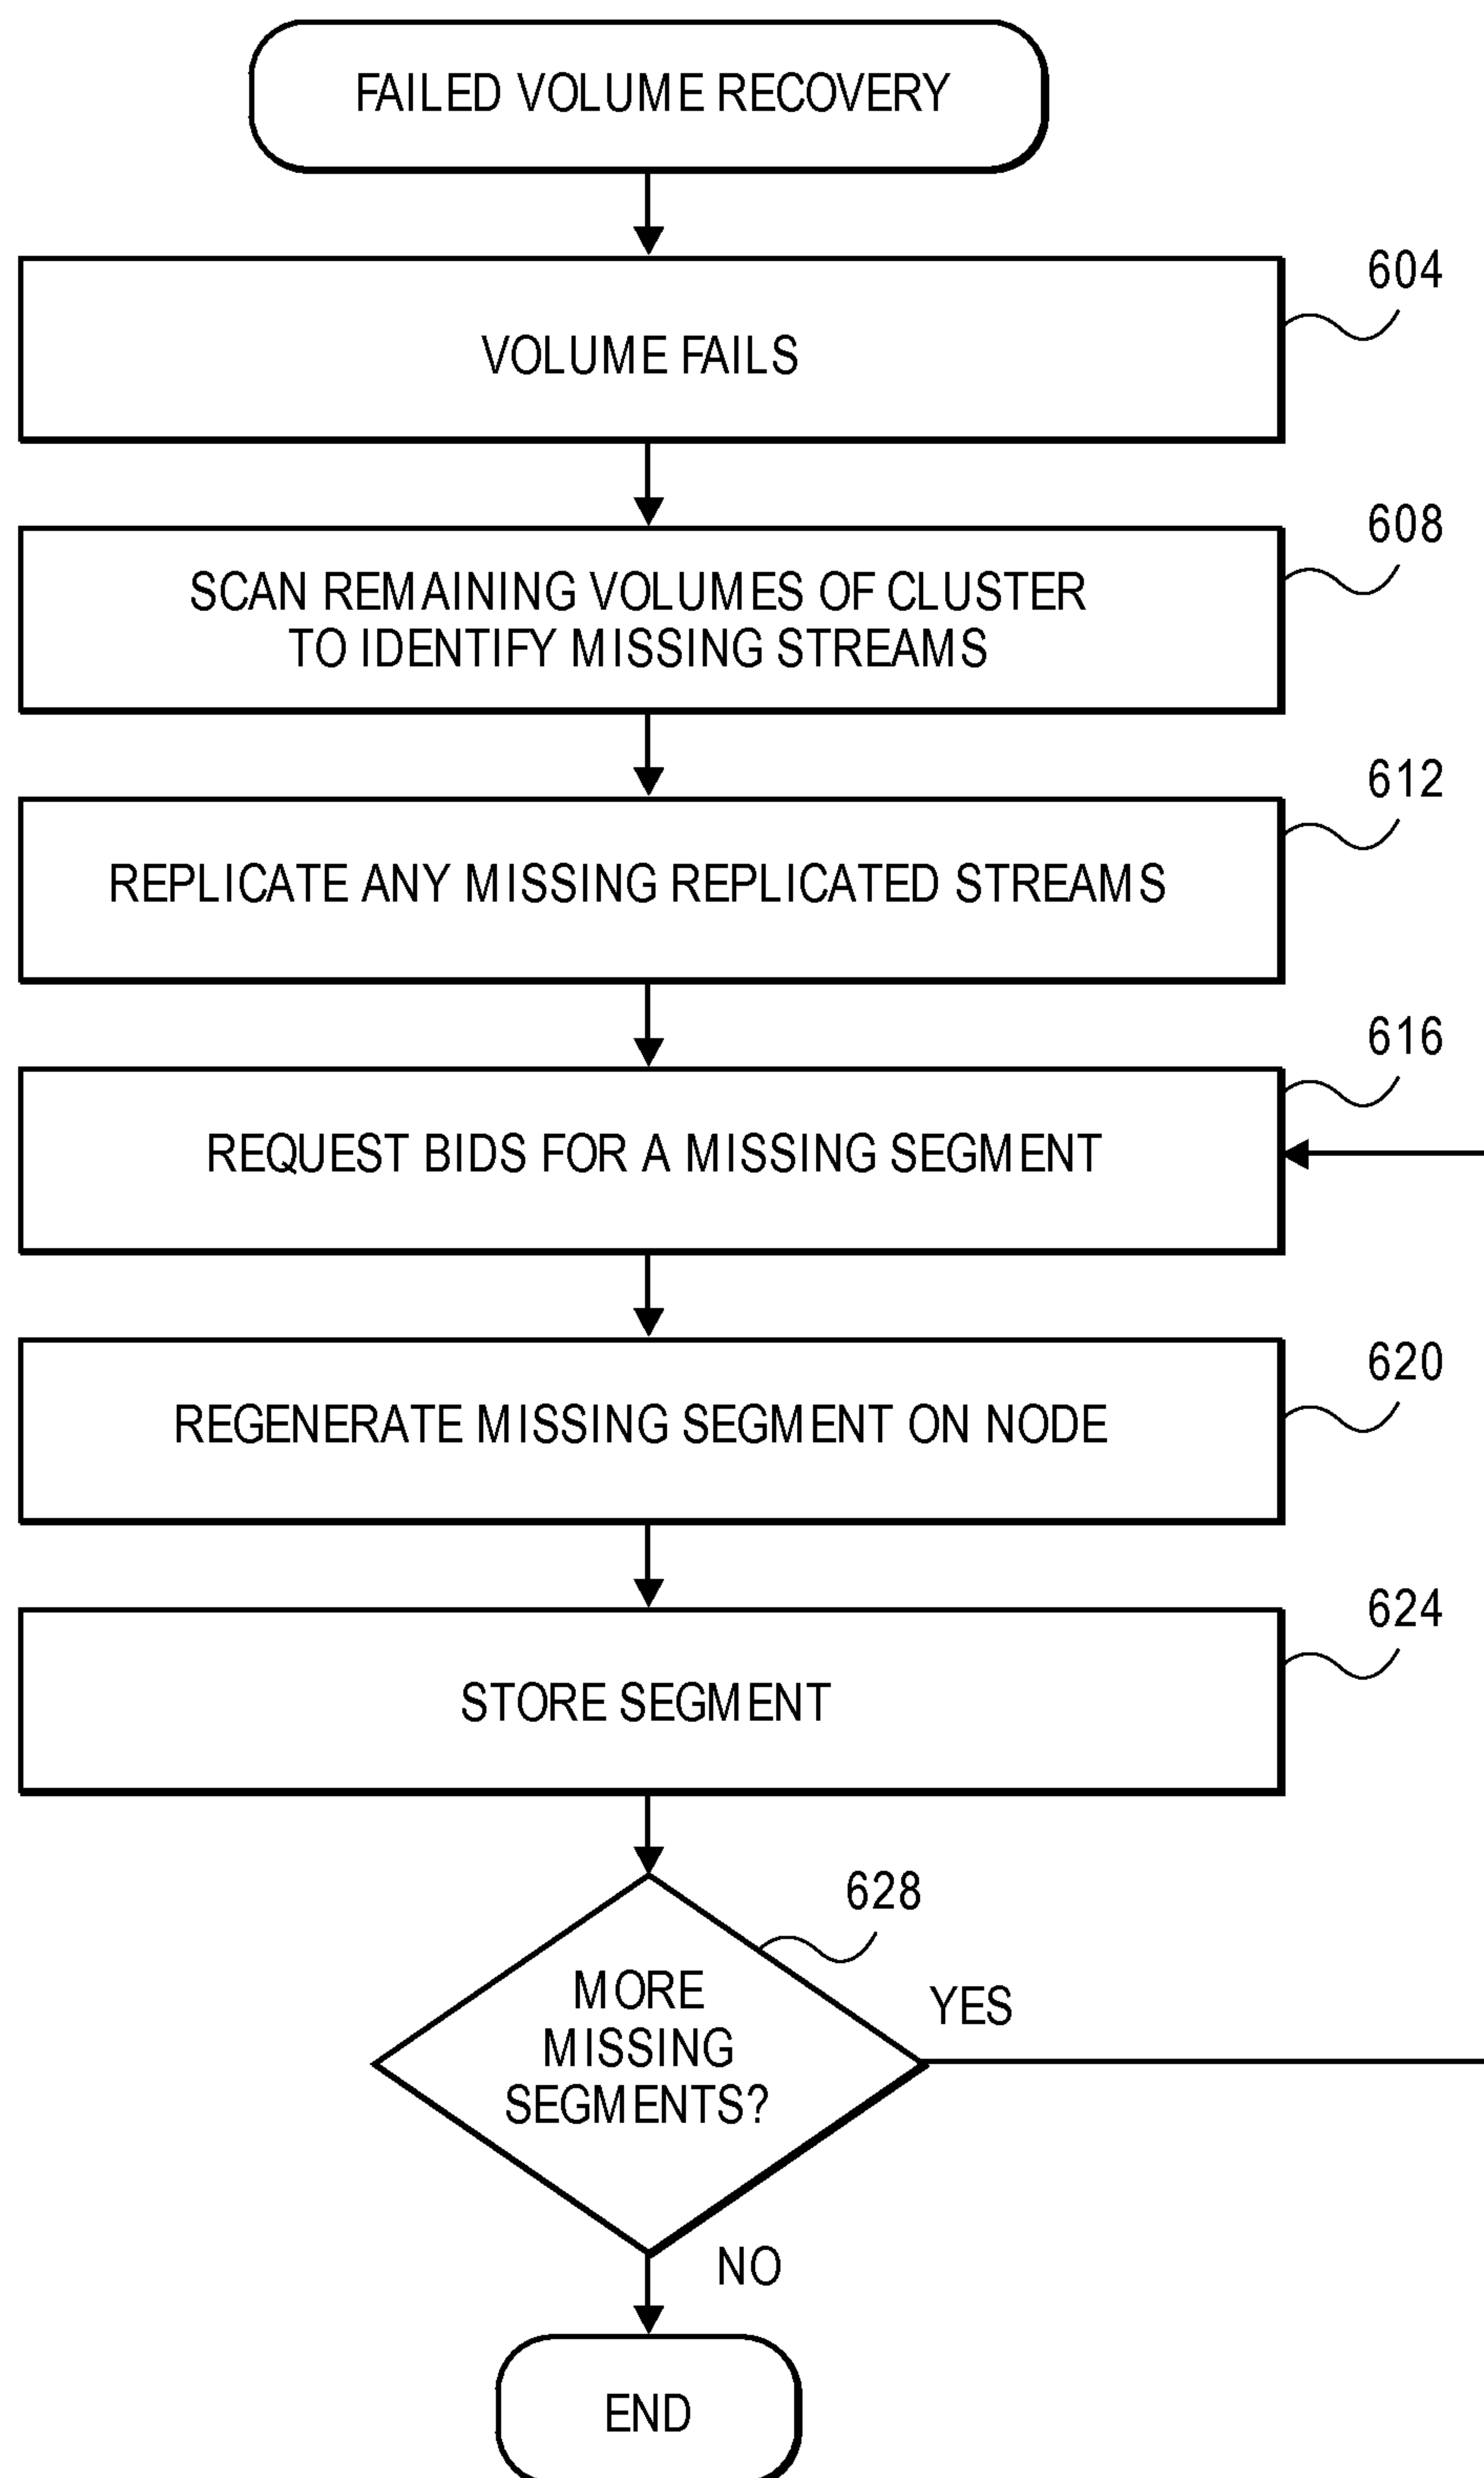 FAILED VOLUME RECOVERY
604
VOLUME FAILS
608
SCAN REMAINING VOLUMES OF CLUSTER
TO IDENTIFY MISSING STREAMS
612
REPLICATE ANY MISSING REPLICATED STREAMS
616
REQUEST BIDS FOR A MISSING SEGMENT
620
REGENERATE MISSING SEGMENT ON NODE
624
STORE SEGMENT
628
MORE
MISSING
SEGMENTS?
YES
NO
END